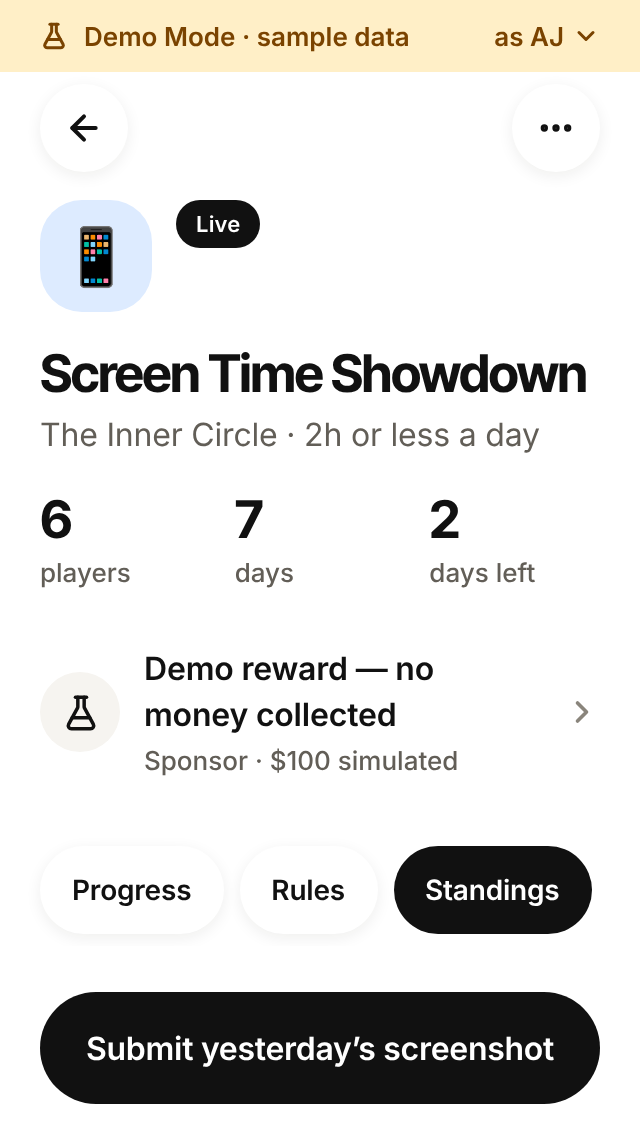 Demo Mode · sample data
as AJ
Live
Screen Time Showdown
The Inner Circle · 2h or less a day
6
players
7
days
2
days left
Demo reward — no
money collected
Sponsor · $100 simulated
Progress
Rules
Standings
Submit yesterday’s screenshot